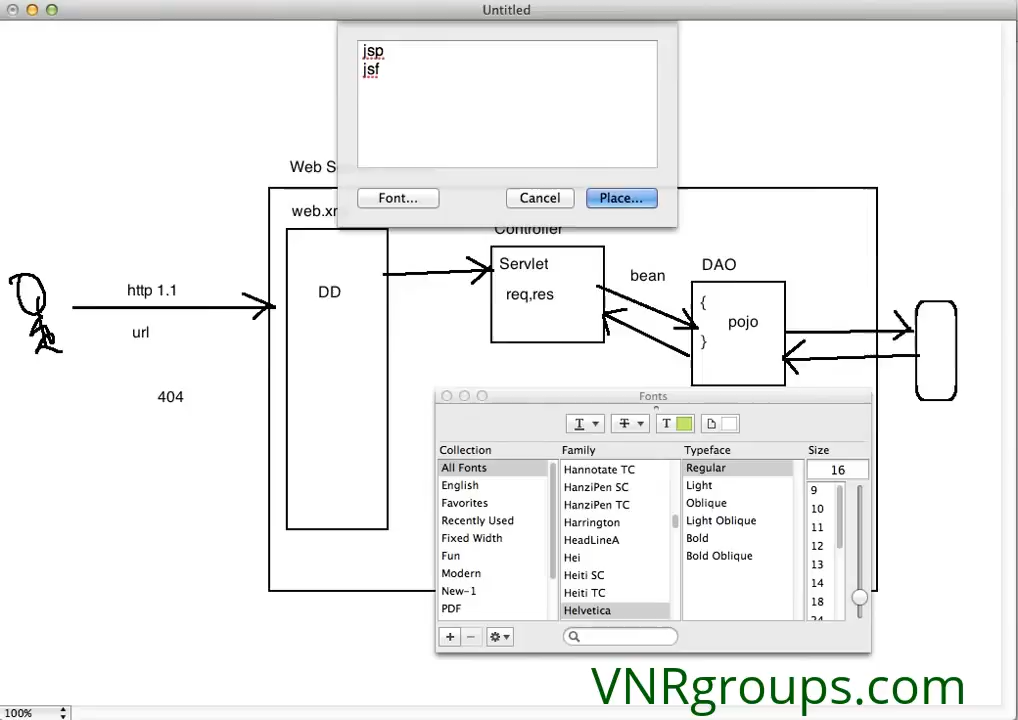 Untitled
jsp
jsf
Font...
Cancel
Place...
Web S
web.xm
Controller
Servlet
req,res
bean
DAO
{
pojo
}
DD
http 1.1
url
404
Fonts
T
T
T
Collection
Family
Typeface
Size
All Fonts
English
Favorites
Recently Used
Fixed Width
Fun
Modern
New-1
PDF
Hannotate TC
HanziPen SC
HanziPen TC
Harrington
HeadLineA
Hei
Heiti SC
Heiti TC
Helvetica
Regular
Light
Oblique
Light Oblique
Bold
Bold Oblique
16
9
10
11
12
13
14
18
24
VNRgroups.com
100%